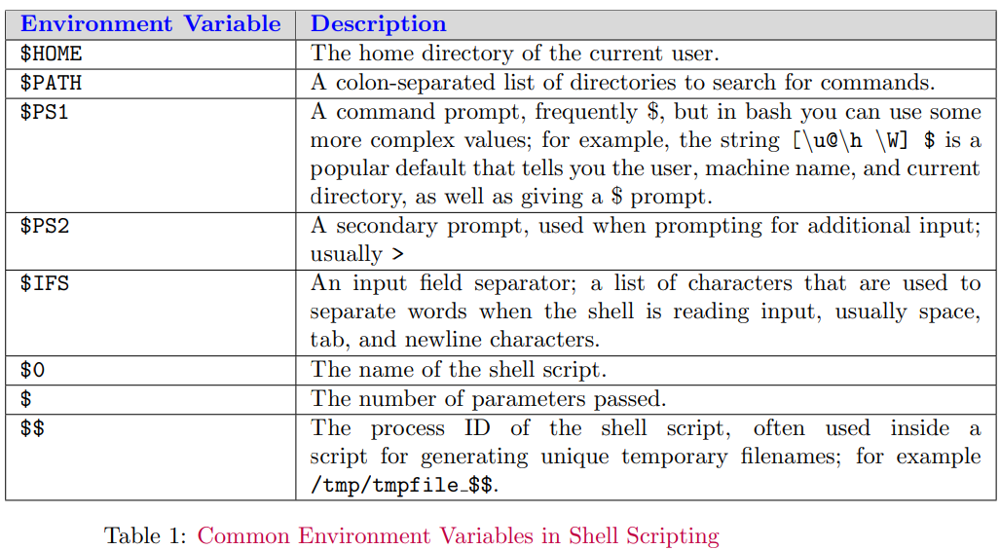 Environment Variable Description
$HOME The home directory of the current user.
$PATH A colon-separated list of directories to search for commands.
$PS1 A command prompt, frequently $, but in bash you can use some
more complex values; for example, the string [\u@\h \W] $ is a
popular default that tells you the user, machine name, and current
directory, as well as giving a $ prompt.
$PS2 A secondary prompt, used when prompting for additional input;
usually >
$IFS An input field separator; a list of characters that are used to
separate words when the shell is reading input, usually space,
tab, and newline characters.
$0 The name of the shell script.
$ The number of parameters passed.
$$ The process ID of the shell script, often used inside a
script for generating unique temporary filenames; for example
/tmp/tmpfile_$$.
Table 1: Common Environment Variables in Shell Scripting